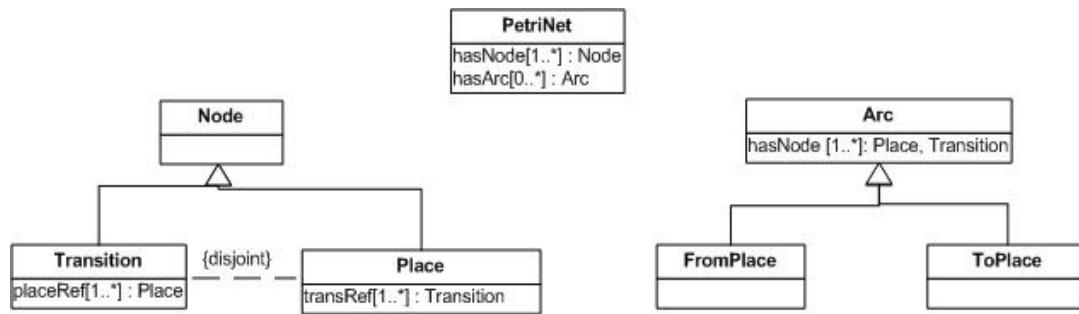 PetriNet
hasNode[1..*] : Node
hasArc[0..*] : Arc
Node
Arc
hasNode [1..*]: Place, Transition
Transition
placeRef[1..*] : Place
{disjoint}
Place
transRef[1..*] : Transition
FromPlace
ToPlace